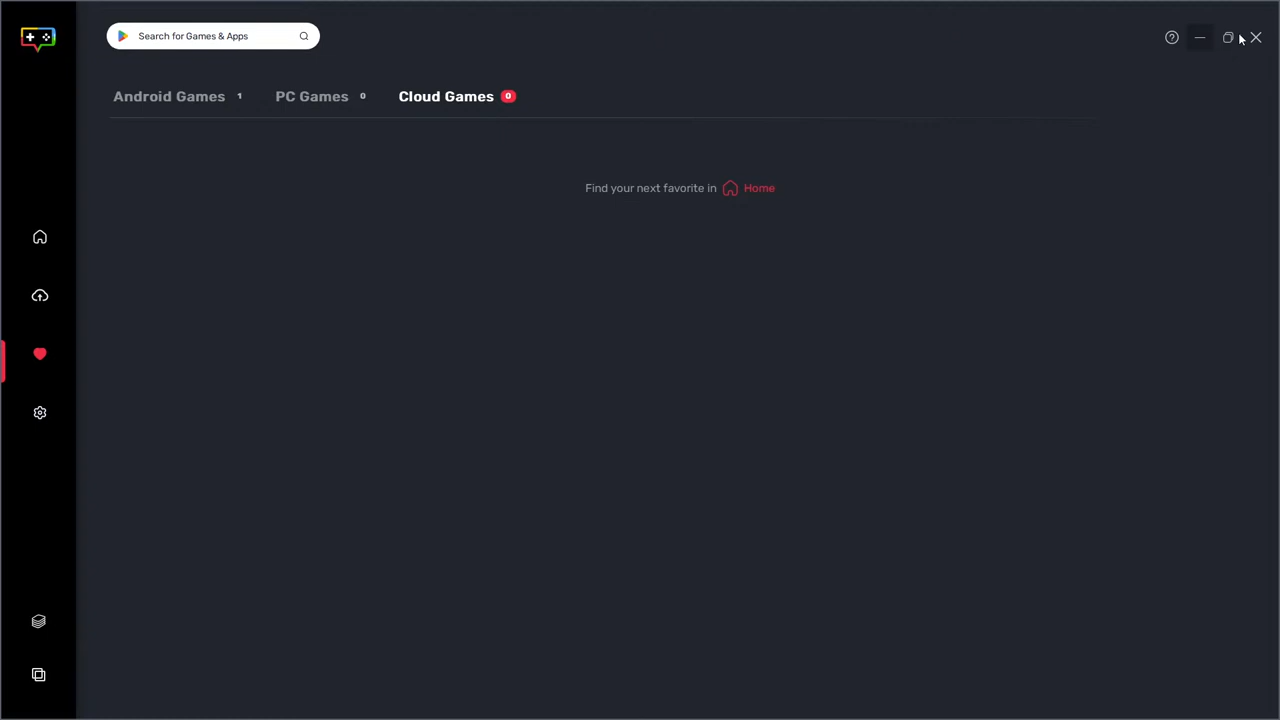 Search for Games & Apps
Android Games 1 PC Games 0 Cloud Games 0
Find your next favorite in Home